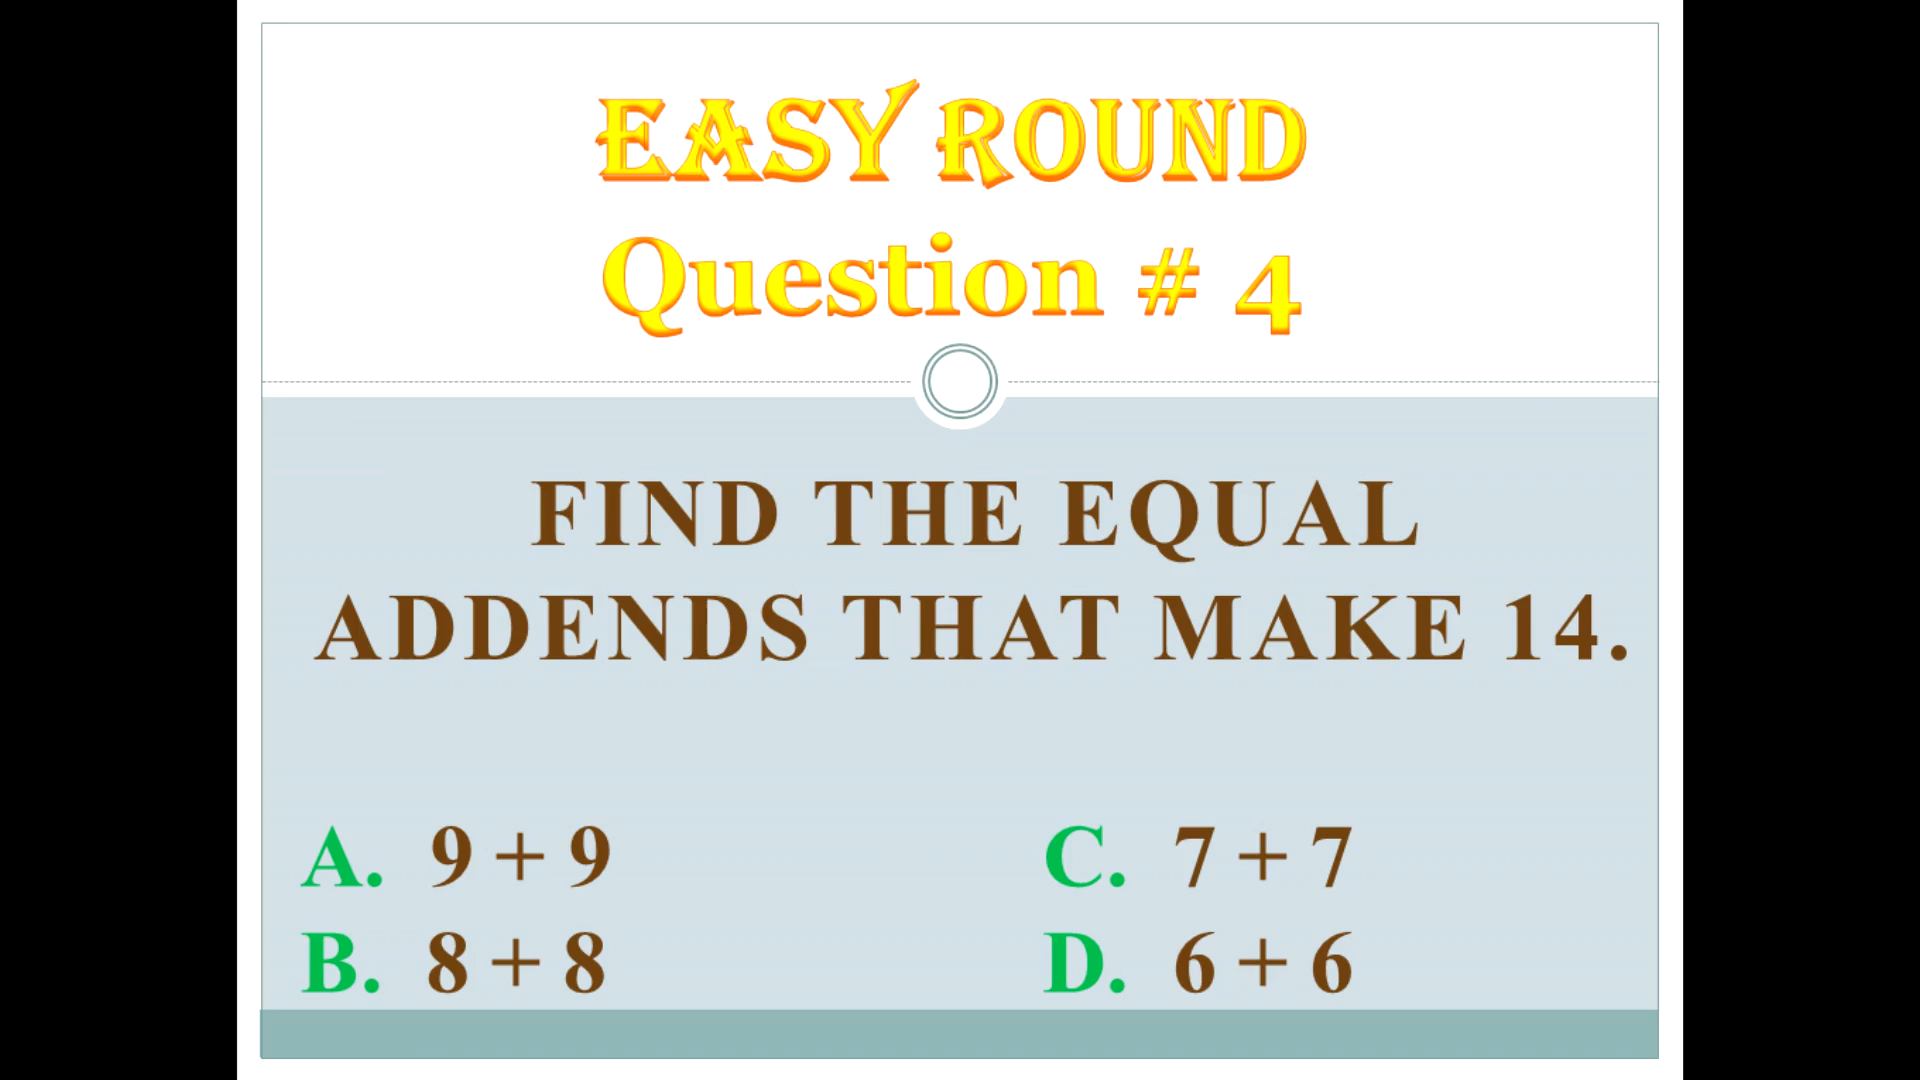 EASY ROUND
Question # 4
FIND THE EQUAL
ADDENDS THAT MAKE 14.
A. 9 + 9
B. 8 + 8
C. 7 + 7
D. 6 + 6